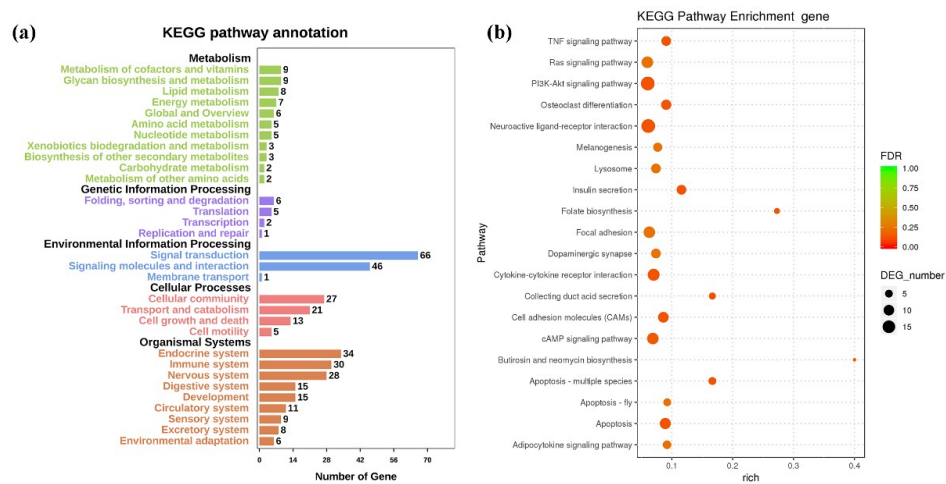 (a)
KEGG pathway annotation
Metabolism
Metabolism of cofactors and vitamins 9
Glycan biosynthesis and metabolism 9
Lipid metabolism 8
Energy metabolism 7
Global and Overview 6
Amino acid metabolism 5
Nucleotide metabolism 5
Xenobiotics biodegradation and metabolism 3
Biosynthesis of other secondary metabolites 3
Carbohydrate metabolism 2
Metabolism of other amino acids 2
Genetic Information Processing
Folding, sorting and degradation 6
Translation 5
Transcription 2
Replication and repair 1
Environmental Information Processing
Signal transduction 66
Signaling molecules and interaction 46
Membrane transport 1
Cellular Processes
Cellular commiunity 27
Transport and catabolism 21
Cell growth and death 13
Cell motility 5
Organismal Systems
Endocrine system 34
Immune system 30
Nervous system 28
Digestive system 15
Development 15
Circulatory system 11
Sensory system 9
Excretory system 8
Environmental adaptation 6
0 14 28 42 56 70
Number of Gene
(b)
KEGG Pathway Enrichment gene
Pathway
TNF signaling pathway
Ras signaling pathway
PI3K-Akt signaling pathway
Osteoclast differentiation
Neuroactive ligand-receptor interaction
Melanogenesis
Lysosome
Insulin secretion
Folate biosynthesis
Focal adhesion
Dopaminergic synapse
Cytokine-cytokine receptor interaction
Collecting duct acid secretion
Cell adhesion molecules (CAMs)
cAMP signaling pathway
Butirosin and neomycin biosynthesis
Apoptosis - multiple species
Apoptosis - fly
Apoptosis
Adipocytokine signaling pathway
0.1 0.2 0.3 0.4
rich
FDR
1.00
0.75
0.50
0.25
0.00
DEG_number
5
10
15